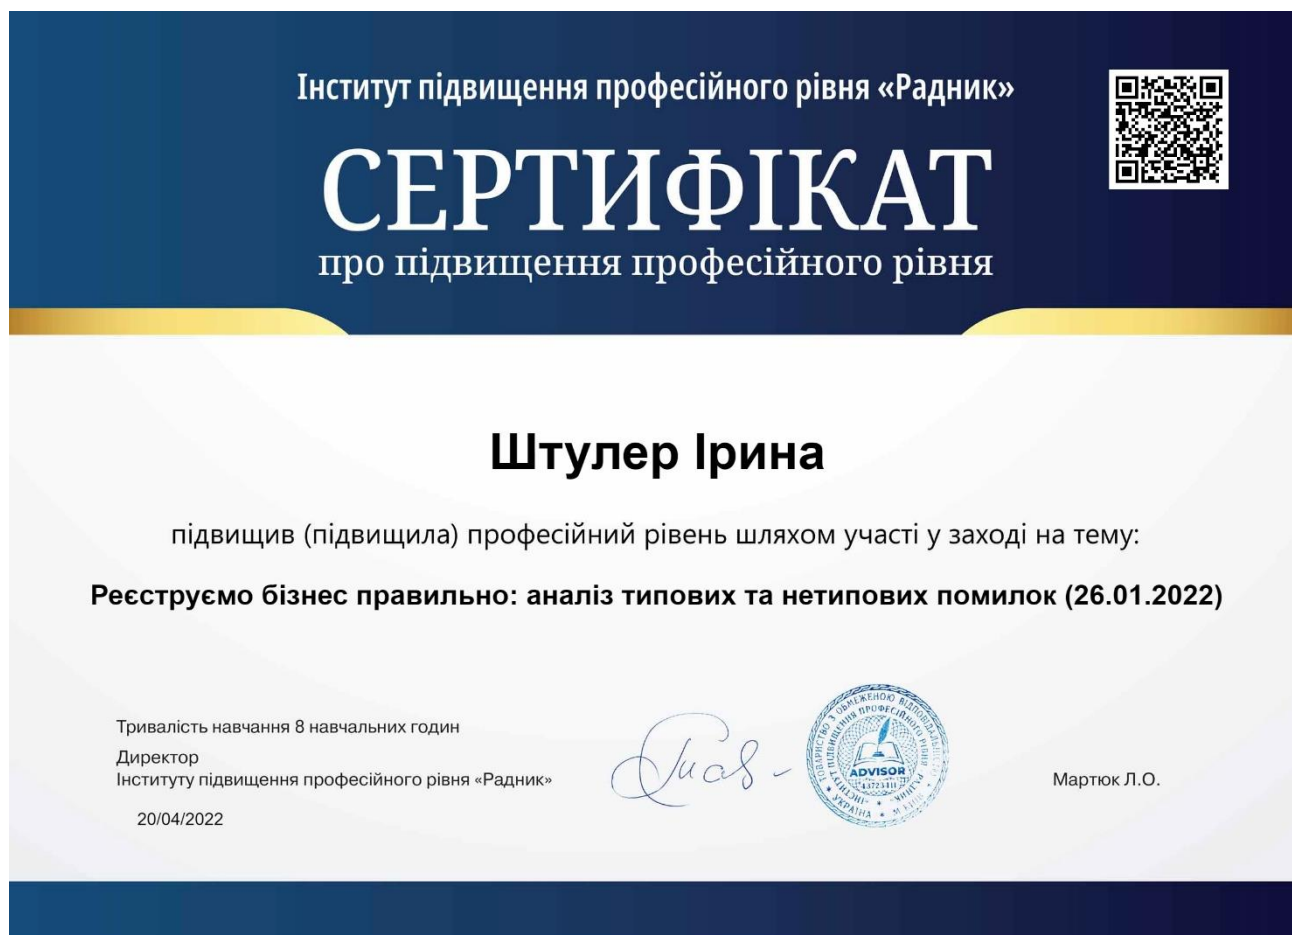 Інститут підвищення професійного рівня «Радник»
СЕРТИФІКАТ
про підвищення професійного рівня
Штулер Ірина
підвищив (підвищила) професійний рівень шляхом участі у заході на тему:
Реєструємо бізнес правильно: аналіз типових та нетипових помилок (26.01.2022)
Тривалість навчання 8 навчальних годин
Директор
Інституту підвищення професійного рівня «Радник»
20/04/2022
ADVISOR
УКРАЇНА
Мартюк Л.О.